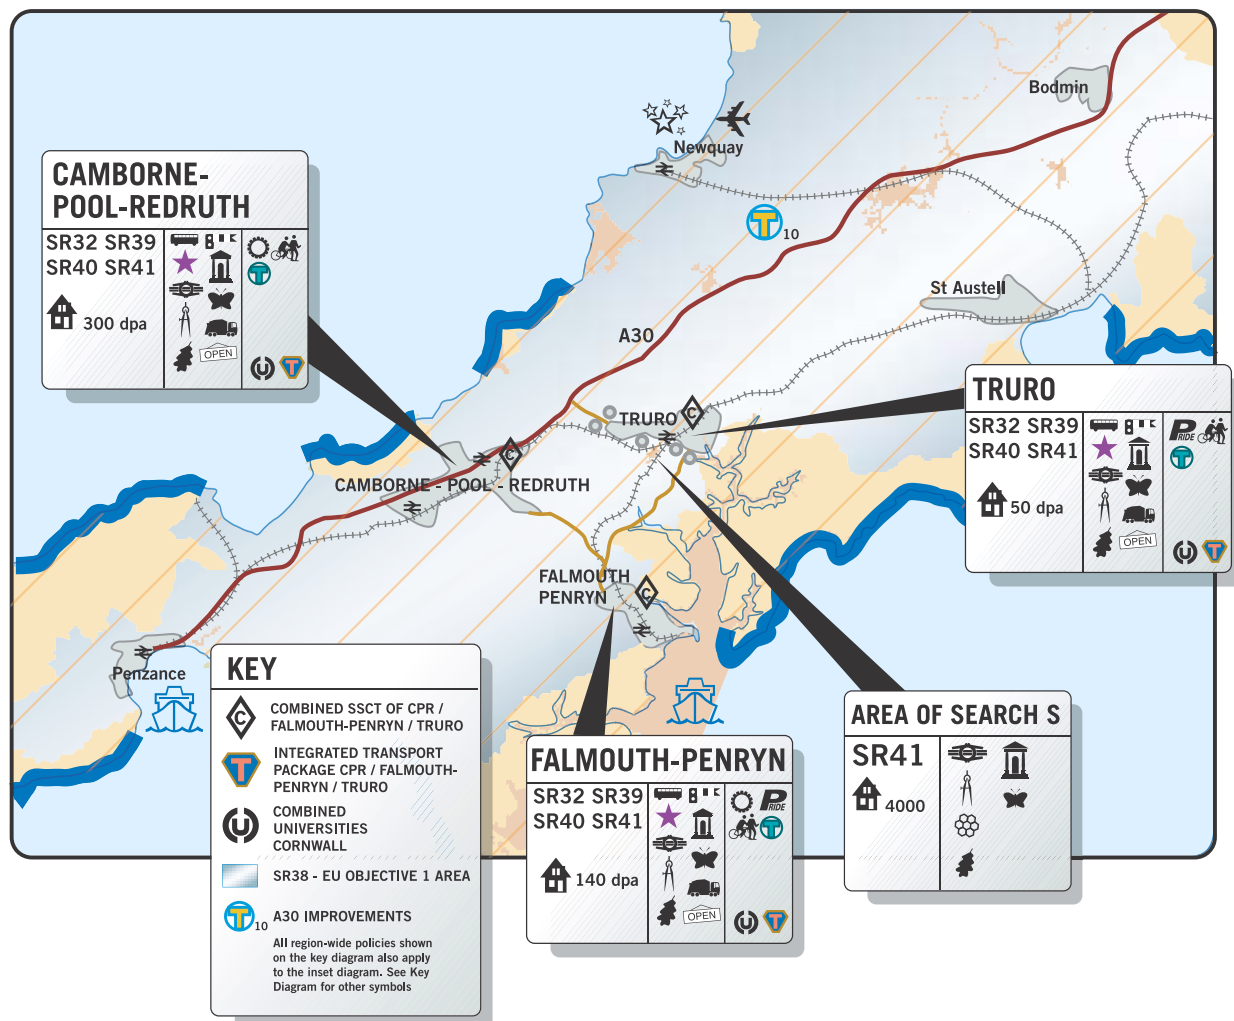 Bodmin
Newquay
10
CAMBORNE-
POOL-REDRUTH
SR32 SR39
SR40 SR41
300 dpa
OPEN
U
T
T
A30
St Austell
TRURO
C
TRURO
SR32 SR39
SR40 SR41
50 dpa
PRIDE
T
OPEN
U
T
C
CAMBORNE - POOL - REDRUTH
FALMOUTH
PENRYN
C
Penzance
KEY
C
COMBINED SSCT OF CPR /
FALMOUTH-PENRYN / TRURO
T
INTEGRATED TRANSPORT
PACKAGE CPR / FALMOUTH-
PENRYN / TRURO
U
COMBINED
UNIVERSITIES
CORNWALL
SR38 - EU OBJECTIVE 1 AREA
T
10
A30 IMPROVEMENTS
All region-wide policies shown
on the key diagram also apply
to the inset diagram. See Key
Diagram for other symbols
FALMOUTH-PENRYN
SR32 SR39
SR40 SR41
140 dpa
PRIDE
T
OPEN
U
T
AREA OF SEARCH S
SR41
4000